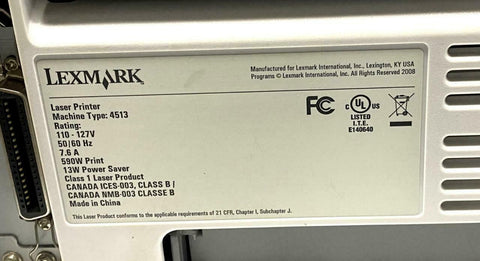 LEXMARK
Manufactured for Lexmark International, Inc., Lexington, KY USA
Programs © Lexmark International, Inc. All Rights Reserved 2008
Laser Printer
Machine Type: 4513
Rating:
110 - 127V
50/60 Hz
7.6 A
590W Print
13W Power Saver
Class 1 Laser Product
CANADA ICES-003, CLASS B /
CANADA NMB-003 CLASSE B
Made in China
FC
c UL us
LISTED
I.T.E.
E140640
This Laser Product conforms to the applicable requirements of 21 CFR, Chapter I, Subchapter J.